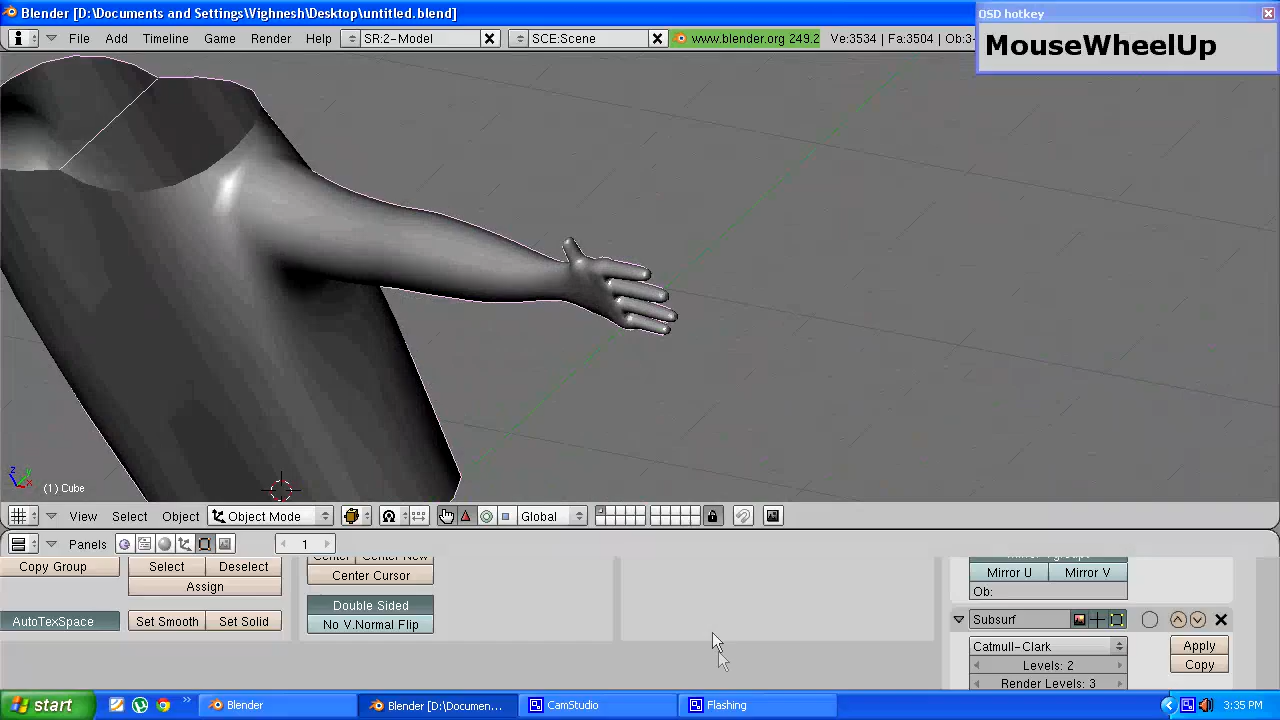 Blender [D:\Documents and Settings\Vighnesh\Desktop\untitled.blend]
OSD hotkey
MouseWheelUp
File Add Timeline Game Render Help SR:2-Model SCE:Scene www.blender.org 249.2 Ve:3534 | Fa:3504 | Ob:3-
z y x
(1) Cube
View Select Object Object Mode Global
Panels 1
Copy Group Select Deselect Center Center New
Assign Center Cursor
Mirror U Mirror V
Ob:
Double Sided
AutoTexSpace Set Smooth Set Solid No V.Normal Flip
Subsurf
Catmull-Clark Apply
Levels: 2 Copy
Render Levels: 3
start Blender Blender [D:\Documen... CamStudio Flashing 3:35 PM